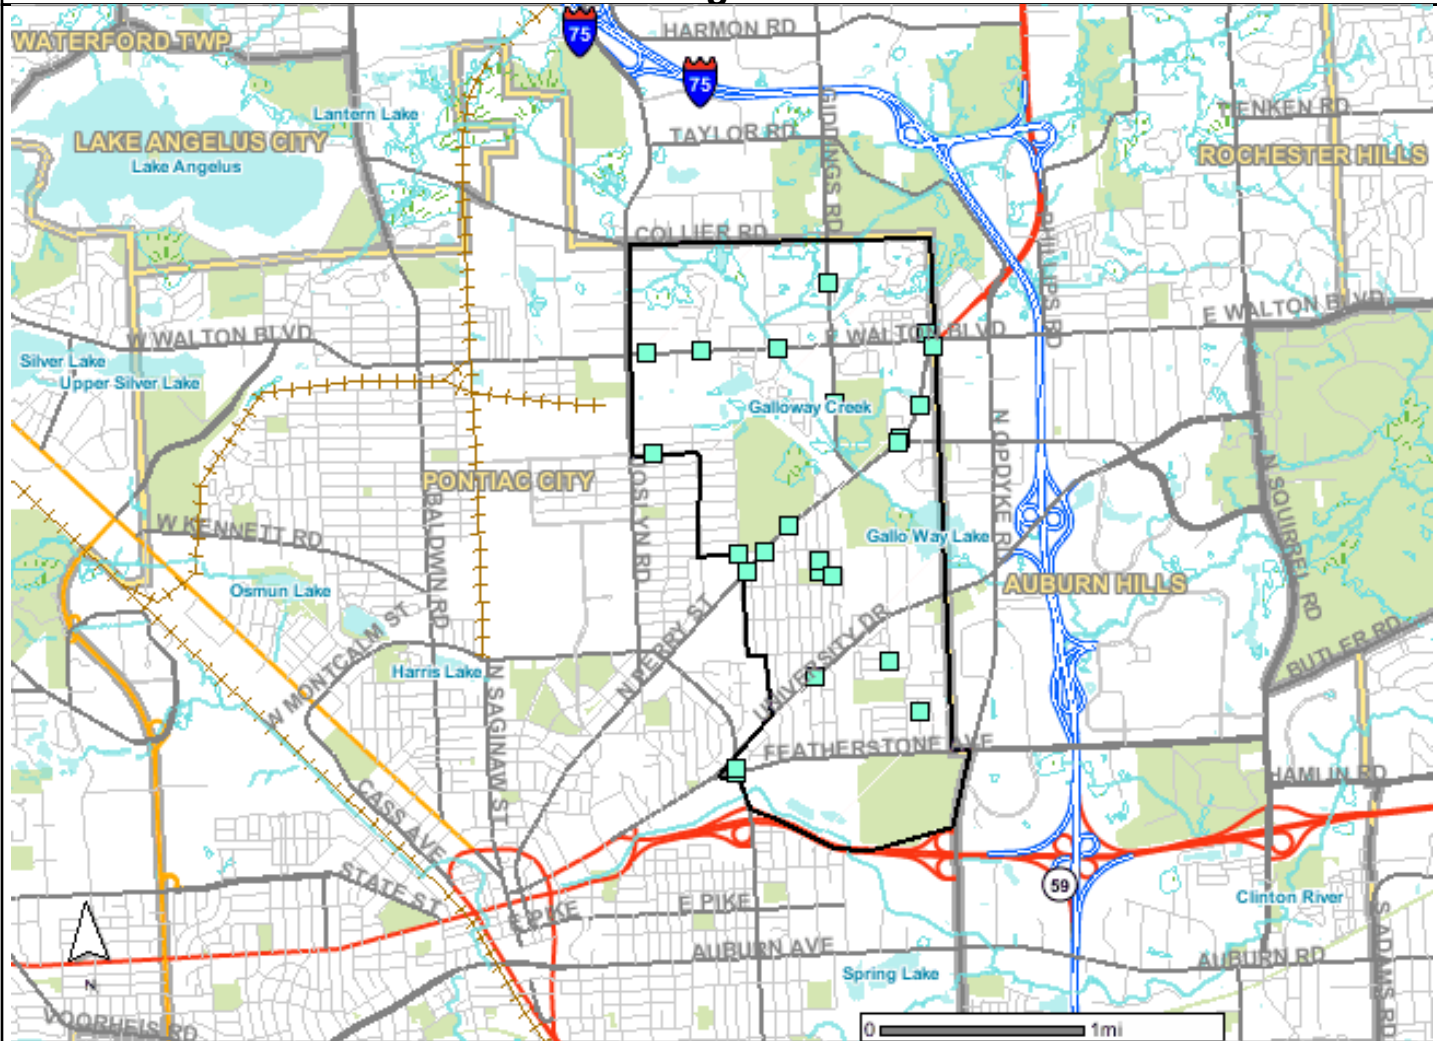 75
HARMON RD
WATERFORD TWP
75
Lantern Lake
GIDDINGS RD
TAYLOR RD
TIENKEN RD
LAKE ANGELUS CITY
Lake Angelus
ROCHESTER HILLS
COLLIER RD
PHILLIPS RD
W WALTON BLVD
E WALTON BLVD
E WALTON BLVD
Silver Lake
Upper Silver Lake
Galloway Creek
N OPDYKE RD
PONTIAC CITY
JOSLYN RD
BALDWIN RD
N SQUIRREL RD
W KENNETT RD
Gallo Way Lake
AUBURN HILLS
Osmun Lake
W MONTCALM ST
N PERRY ST
UNIVERSITY DR
BUTLER RD
Harris Lake
N SAGINAW ST
FEATHERSTONE AVE
HAMLIN RD
CASS AVE
STATE ST
59
Clinton River
E PIKE
E PIKE
AUBURN AVE
AUBURN RD
S ADAMS RD
Spring Lake
N
VOORHEIS RD
0 1mi